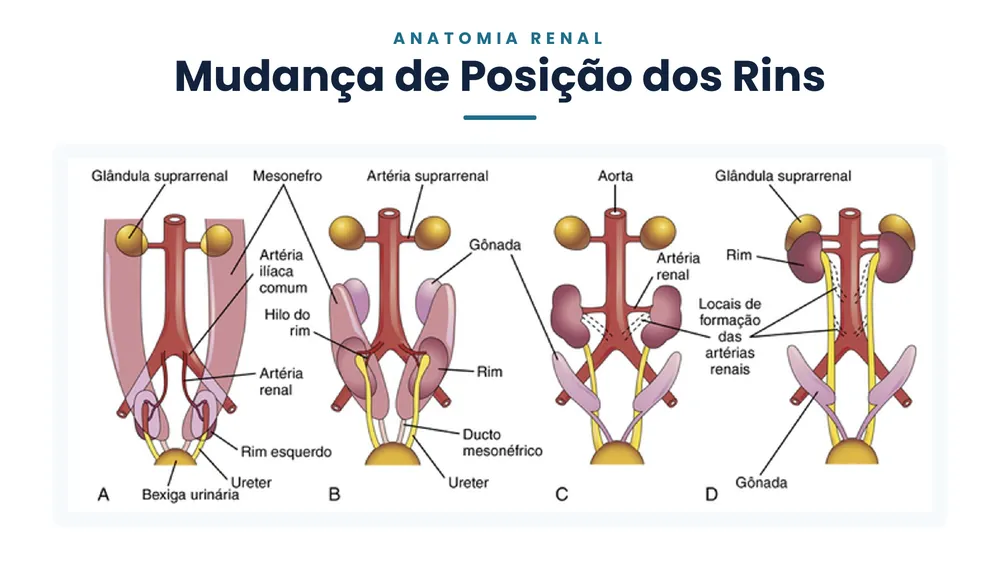 ANATOMIA RENAL
Mudança de Posição dos Rins
Glândula suprarrenal
Mesonefro
Artéria suprarrenal
Aorta
Glândula suprarrenal
Artéria
ilíaca
comum
Gônada
Artéria
renal
Rim
Hilo do
rim
Locais de
formação
das
artérias
renais
Artéria
renal
Rim
Rim esquerdo
Ducto
mesonéfrico
Ureter
Bexiga urinária
Ureter
Gônada
A
B
C
D